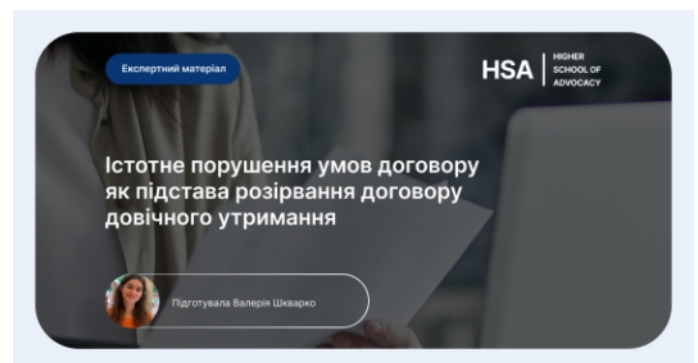 Експертний матеріал
HSA
HIGHER
SCHOOL OF
ADVOCACY
Істотне порушення умов договору
як підстава розірвання договору
довічного утримання
Підготувала Валерія Шкварко